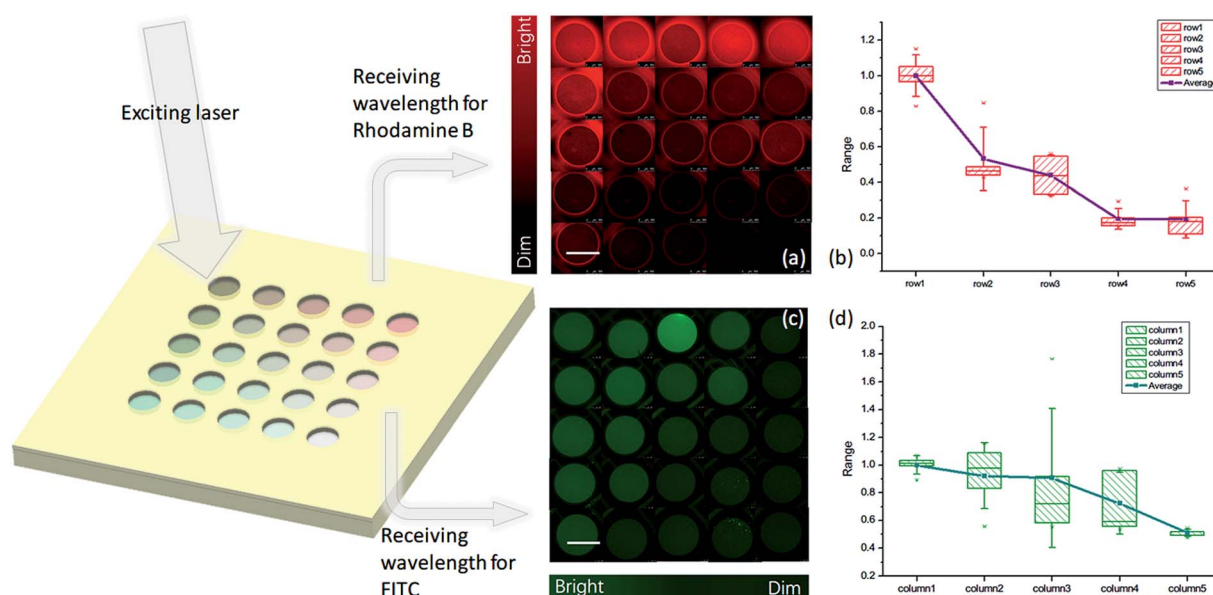 Exciting laser
Receiving
wavelength for
Rhodamine B
Receiving
wavelength for
FITC
Bright
Dim
(a)
(b)
row1
row2
row3
row4
row5
Average
Range
1.2
1.0
0.8
0.6
0.4
0.2
0.0
row1 row2 row3 row4 row5
(c)
Bright Dim
(d)
column1
column2
column3
column4
column5
Average
Range
2.0
1.8
1.6
1.4
1.2
1.0
0.8
0.6
0.4
0.2
column1 column2 column3 column4 column5